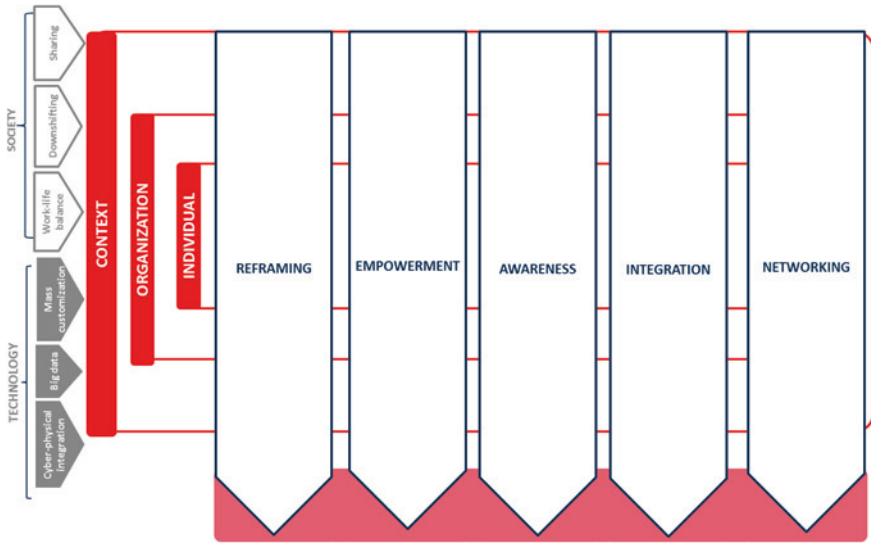 SOCIETY
Sharing
Downshifting
Work-life
balance
TECHNOLOGY
Mass
customization
Big data
Cyber-physical
integration
CONTEXT
ORGANIZATION
INDIVIDUAL
REFRAMING
EMPOWERMENT
AWARENESS
INTEGRATION
NETWORKING